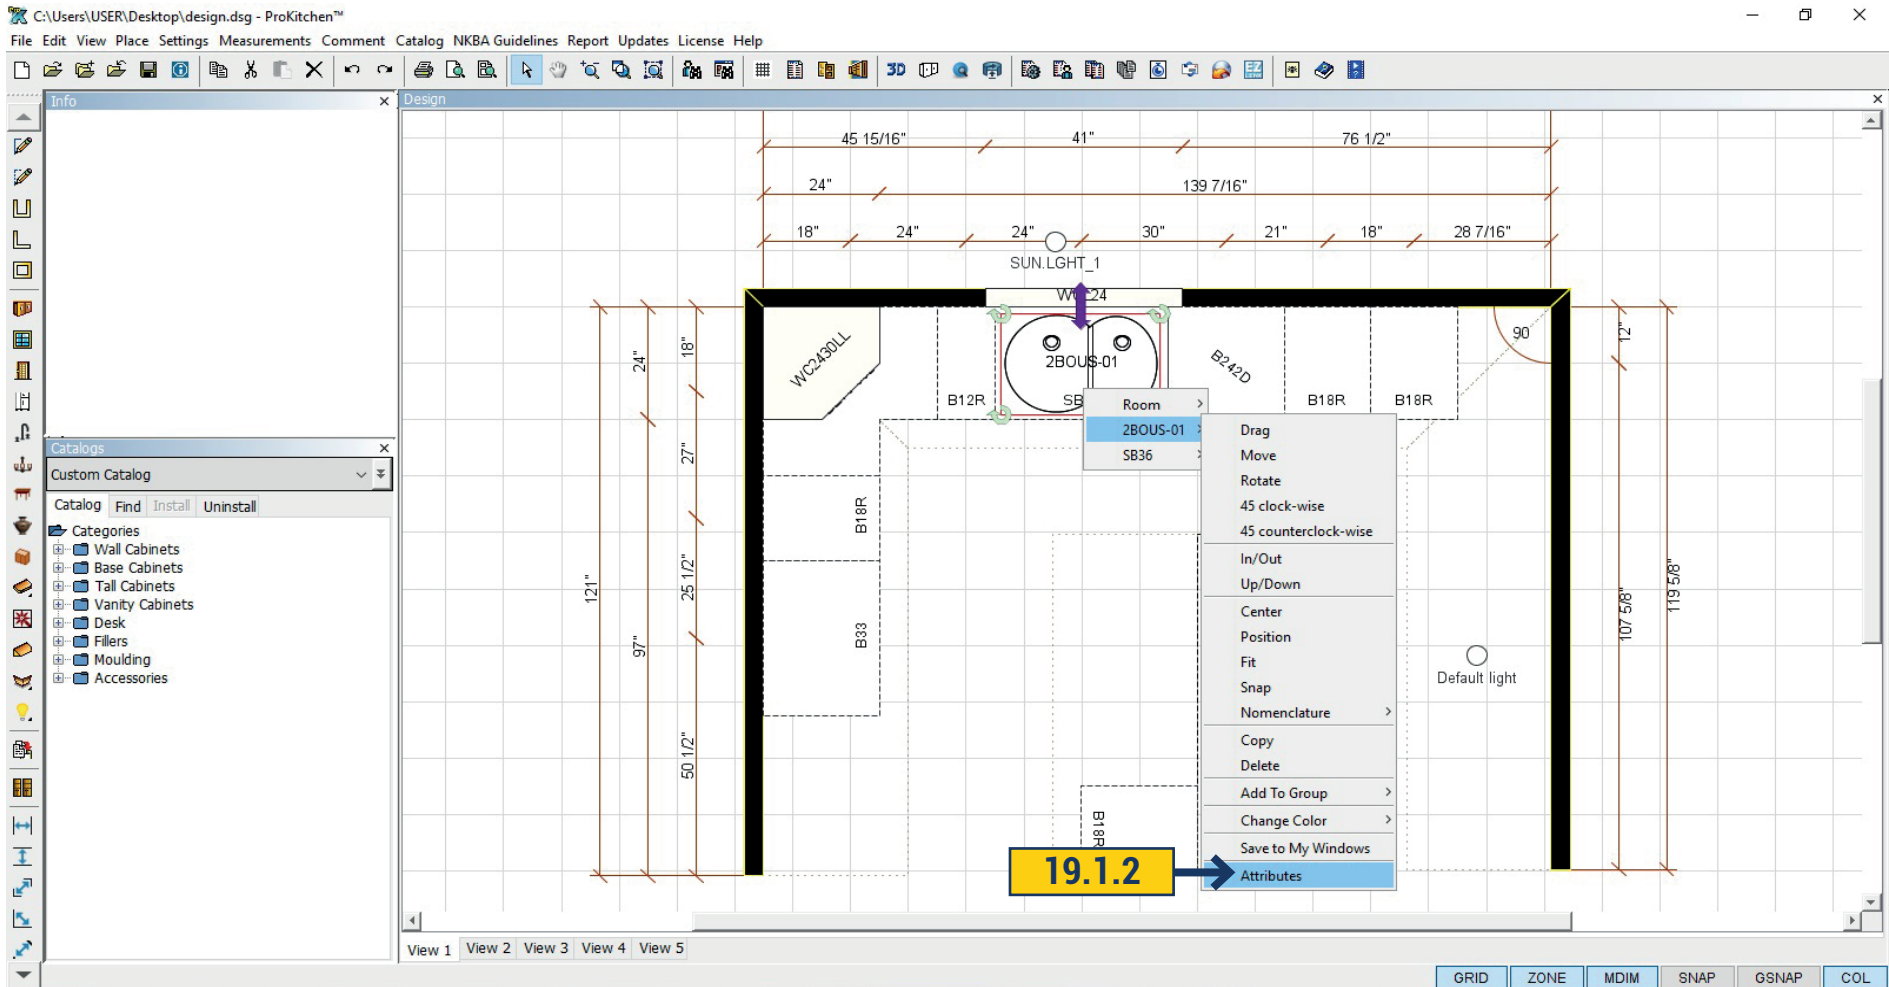 C:\Users\USER\Desktop\design.dsg - ProKitchen™
File Edit View Place Settings Measurements Comment Catalog NKBA Guidelines Report Updates License Help
3D
EZ
Info
Design
45 15/16"
41"
76 1/2"
24"
139 7/16"
18"
24"
24"
30"
21"
18"
28 7/16"
SUN.LGHT_1
24
WC2430LL
B12R
2BOUS-01
SB
B242D
B18R
B18R
90
24"
18"
27"
25 1/2"
121"
97"
50 1/2"
B18R
B33
B18R
12"
107 5/8"
119 5/8"
Default light
Room
2BOUS-01
SB36
Drag
Move
Rotate
45 clock-wise
45 counterclock-wise
In/Out
Up/Down
Center
Position
Fit
Snap
Nomenclature
Copy
Delete
Add To Group
Change Color
Save to My Windows
Attributes
19.1.2
Catalogs
Custom Catalog
Catalog Find Install Uninstall
Categories
Wall Cabinets
Base Cabinets
Tall Cabinets
Vanity Cabinets
Desk
Fillers
Moulding
Accessories
View 1 View 2 View 3 View 4 View 5
GRID ZONE MDIM SNAP GSNAP COL